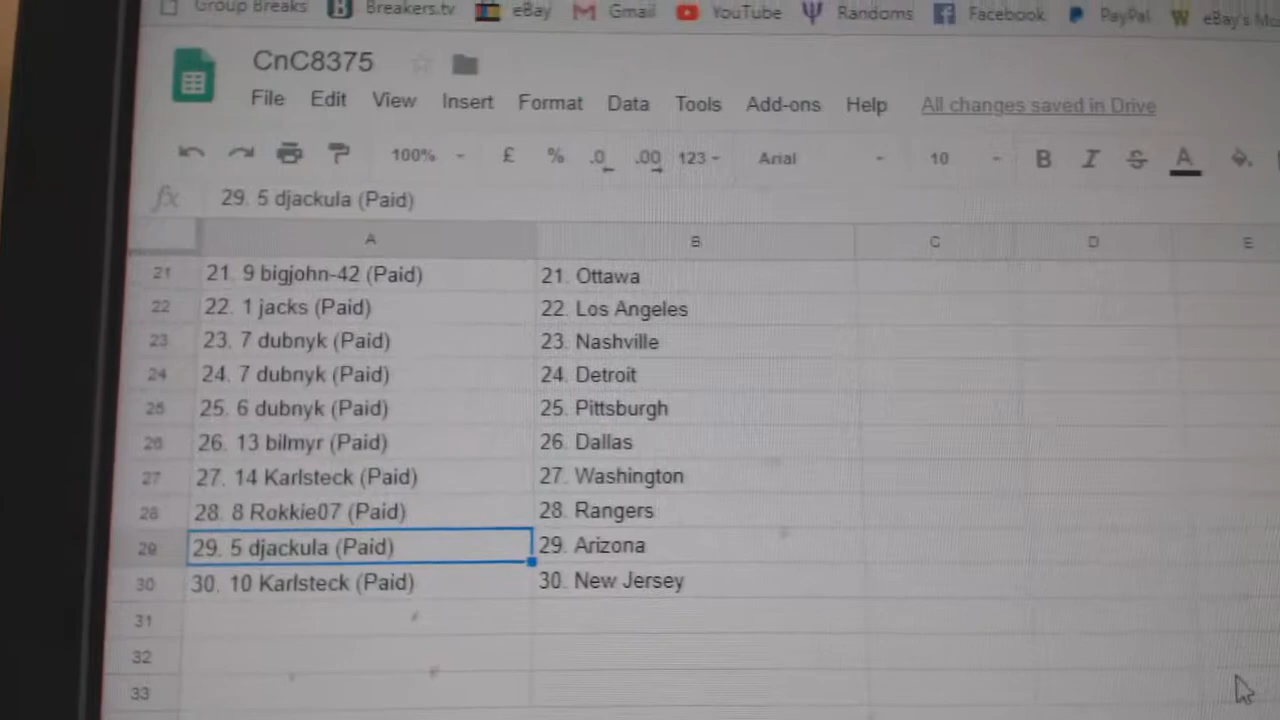 Group Breaks B Breakers.tv eBay Gmail YouTube Randoms Facebook PayPal W eBay's
CnC8375
File Edit View Insert Format Data Tools Add-ons Help All changes saved in Drive
100% £ % .0 .00 123 Arial 10 B I S A
fx 29. 5 djackula (Paid)
A B C D E
21 21. 9 bigjohn-42 (Paid) 21. Ottawa
22 22. 1 jacks (Paid) 22. Los Angeles
23 23. 7 dubnyk (Paid) 23. Nashville
24 24. 7 dubnyk (Paid) 24. Detroit
25 25. 6 dubnyk (Paid) 25. Pittsburgh
26 26. 13 bilmyr (Paid) 26. Dallas
27 27. 14 Karlsteck (Paid) 27. Washington
28 28. 8 Rokkie07 (Paid) 28. Rangers
29 29. 5 djackula (Paid) 29. Arizona
30 30. 10 Karlsteck (Paid) 30. New Jersey
31
32
33